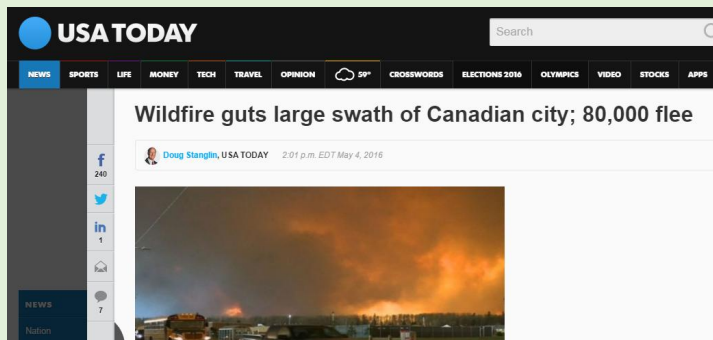 USA TODAY
Search
NEWS SPORTS LIFE MONEY TECH TRAVEL OPINION 59° CROSSWORDS ELECTIONS 2016 OLYMPICS VIDEO STOCKS APPS
Wildfire guts large swath of Canadian city; 80,000 flee
Doug Stanglin, USA TODAY 2:01 p.m. EDT May 4, 2016
f
240
in
1
7
NEWS
Nation